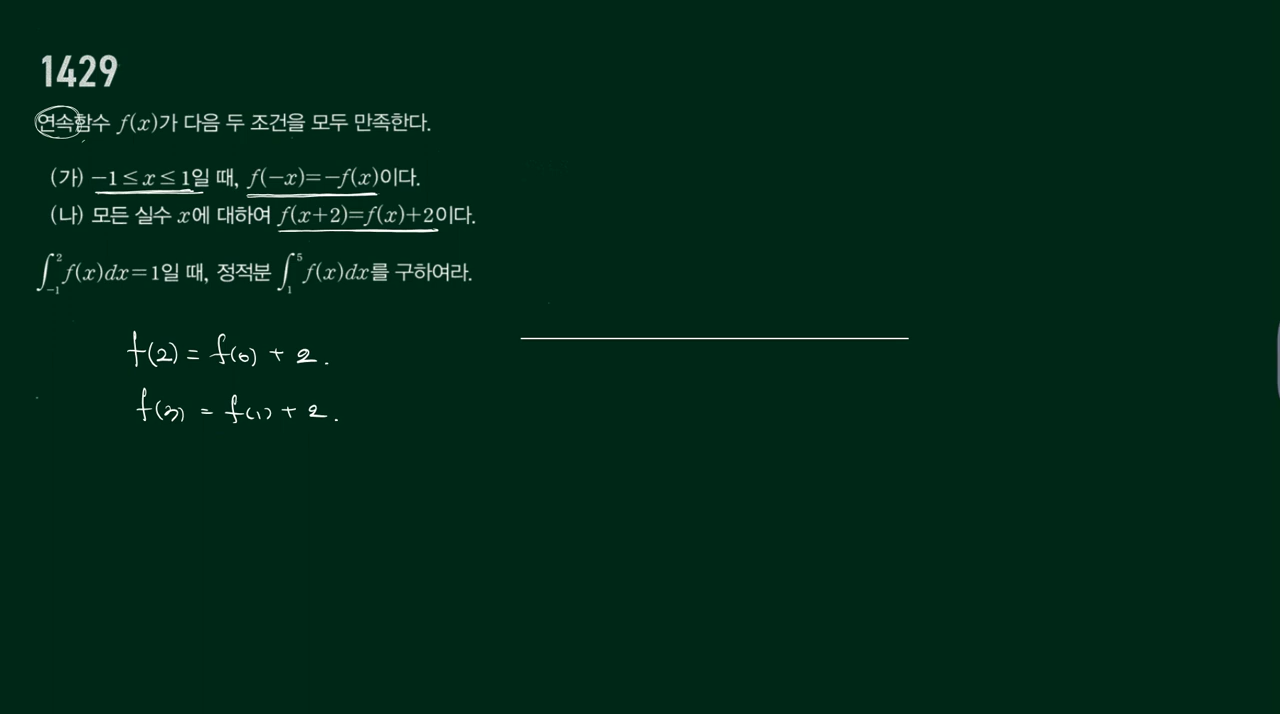 1429
연속함수 f(x)가 다음 두 조건을 모두 만족한다.
(가) −1≤x≤1일 때, f(−x)=−f(x)이다.
(나) 모든 실수 x에 대하여 f(x+2)=f(x)+2이다.
∫_{−1}^{2} f(x)dx=1일 때, 정적분 ∫_{1}^{5} f(x)dx를 구하여라.
f(2) = f(0) + 2.
f(3) = f(1) + 2.